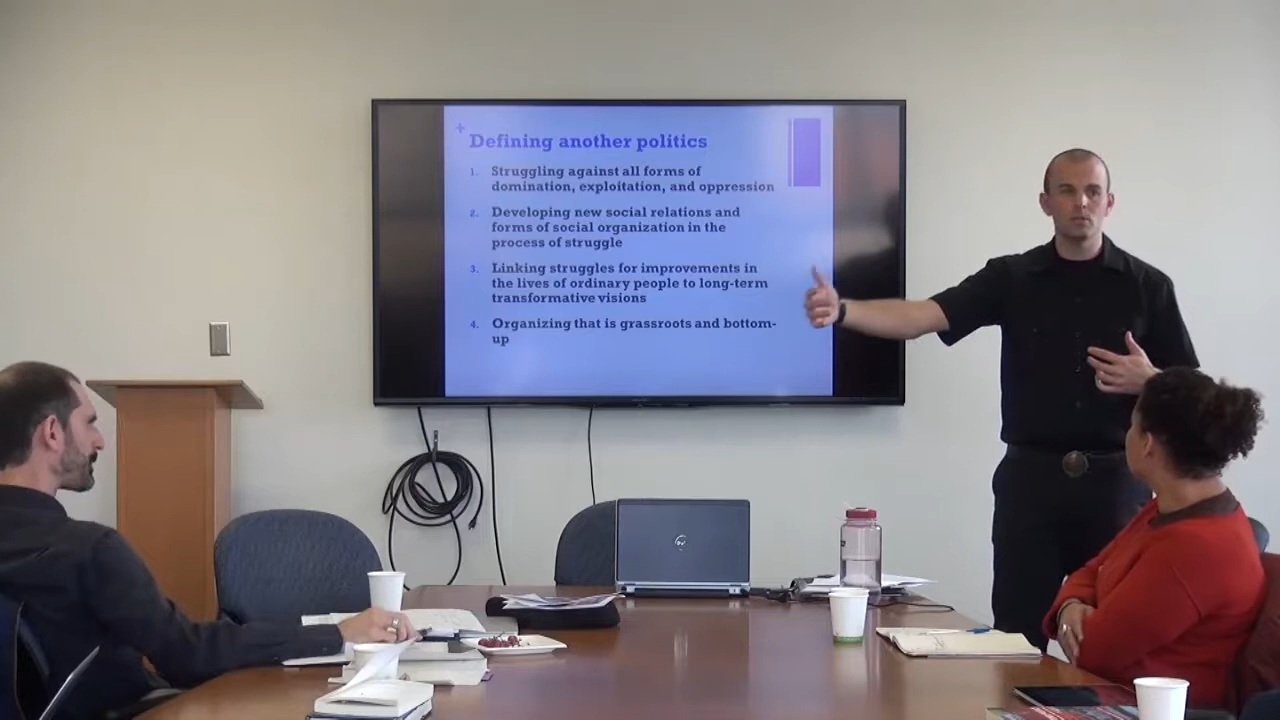 +
Defining another politics
1. Struggling against all forms of
domination, exploitation, and oppression
2. Developing new social relations and
forms of social organization in the
process of struggle
3. Linking struggles for improvements in
the lives of ordinary people to long-term
transformative visions
4. Organizing that is grassroots and bottom-
up